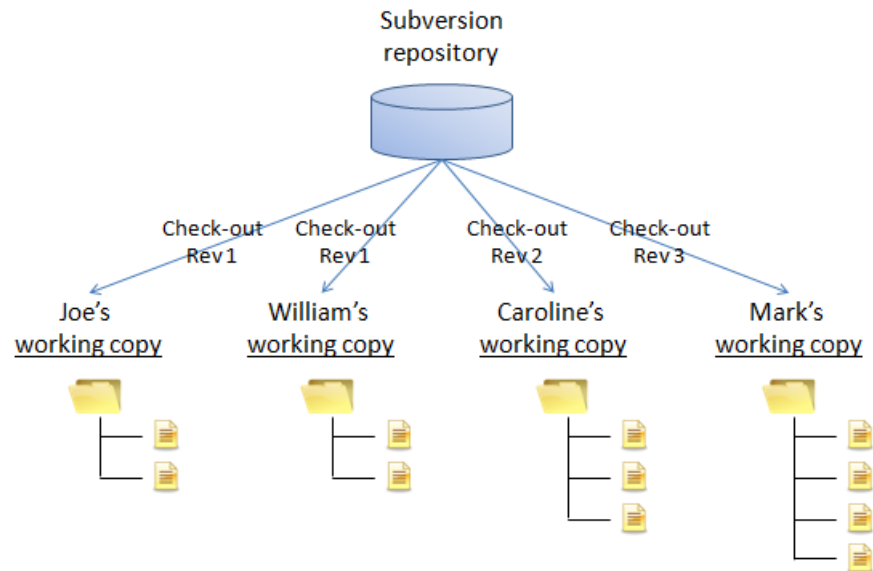 Subversion
repository
Check-out
Rev 1
Check-out
Rev 1
Check-out
Rev 2
Check-out
Rev 3
Joe's
working copy
William's
working copy
Caroline's
working copy
Mark's
working copy